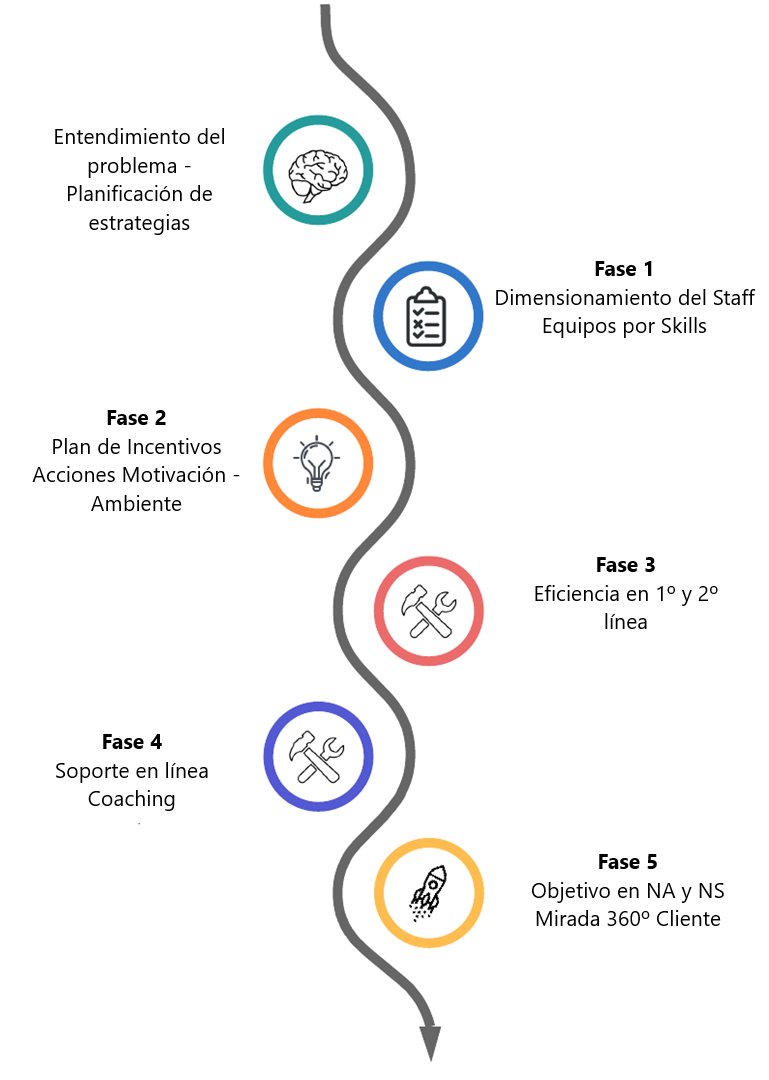 Entendimiento del
problema -
Planificación de
estrategias
Fase 1
Dimensionamiento del Staff
Equipos por Skills
Fase 2
Plan de Incentivos
Acciones Motivación -
Ambiente
Fase 3
Eficiencia en 1º y 2º
línea
Fase 4
Soporte en línea
Coaching
Fase 5
Objetivo en NA y NS
Mirada 360º Cliente